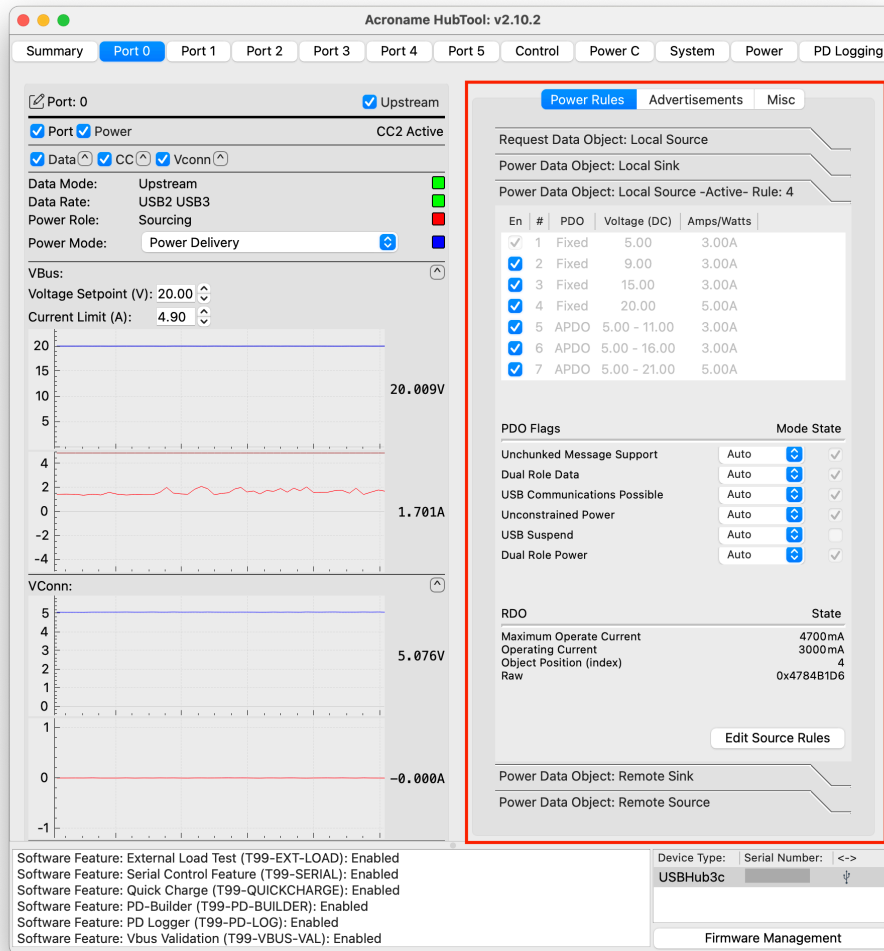 Acroname HubTool: v2.10.2
Summary Port 0 Port 1 Port 2 Port 3 Port 4 Port 5 Control Power C System Power PD Logging
Port: 0 Upstream
Port Power CC2 Active
Data CC Vconn
Data Mode: Upstream
Data Rate: USB2 USB3
Power Role: Sourcing
Power Mode: Power Delivery
VBus:
Voltage Setpoint (V): 20.00
Current Limit (A): 4.90
20
15
10
5
20.009V
4
2
0
-2
-4
1.701A
VConn:
5
4
3
2
1
0
5.076V
1
0
-1
-0.000A
Power Rules Advertisements Misc
Request Data Object: Local Source
Power Data Object: Local Sink
Power Data Object: Local Source -Active- Rule: 4
En # PDO Voltage (DC) Amps/Watts
1 Fixed 5.00 3.00A
2 Fixed 9.00 3.00A
3 Fixed 15.00 3.00A
4 Fixed 20.00 5.00A
5 APDO 5.00 - 11.00 3.00A
6 APDO 5.00 - 16.00 3.00A
7 APDO 5.00 - 21.00 5.00A
PDO Flags Mode State
Unchunked Message Support Auto
Dual Role Data Auto
USB Communications Possible Auto
Unconstrained Power Auto
USB Suspend Auto
Dual Role Power Auto
RDO State
Maximum Operate Current 4700mA
Operating Current 3000mA
Object Position (index) 4
Raw 0x4784B1D6
Edit Source Rules
Power Data Object: Remote Sink
Power Data Object: Remote Source
Software Feature: External Load Test (T99-EXT-LOAD): Enabled
Software Feature: Serial Control Feature (T99-SERIAL): Enabled
Software Feature: Quick Charge (T99-QUICKCHARGE): Enabled
Software Feature: PD-Builder (T99-PD-BUILDER): Enabled
Software Feature: PD Logger (T99-PD-LOG): Enabled
Software Feature: Vbus Validation (T99-VBUS-VAL): Enabled
Device Type: Serial Number: <->
USBHub3c
Firmware Management